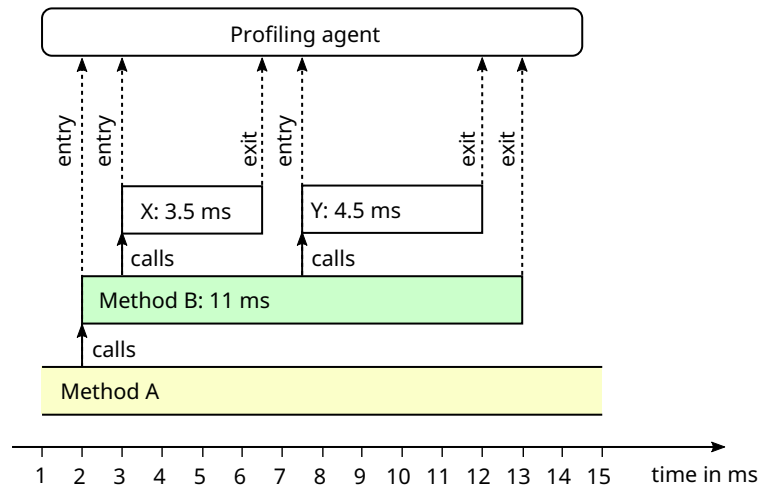 Profiling agent
entry
entry
exit
entry
exit
exit
X: 3.5 ms
Y: 4.5 ms
calls
calls
Method B: 11 ms
calls
Method A
1 2 3 4 5 6 7 8 9 10 11 12 13 14 15 time in ms